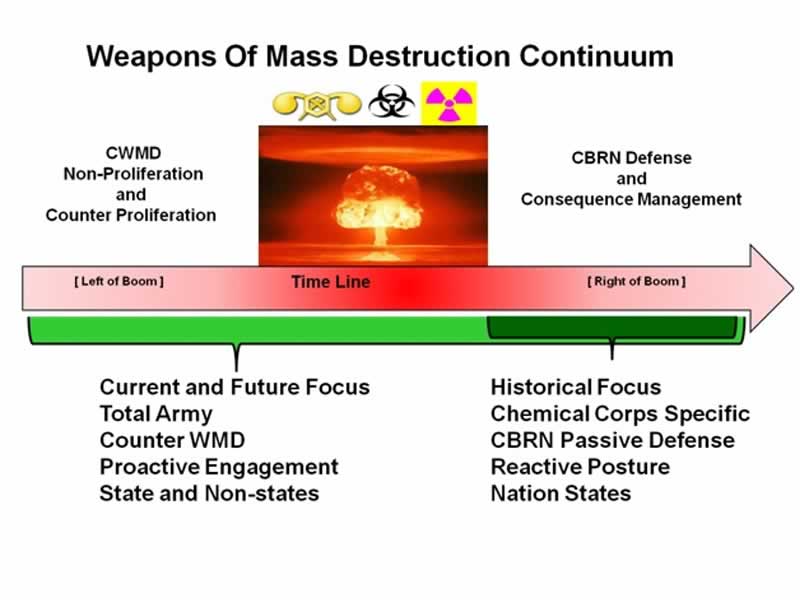 Weapons Of Mass Destruction Continuum
CWMD
Non-Proliferation
and
Counter Proliferation
CBRN Defense
and
Consequence Management
[ Left of Boom ]
Time Line
[ Right of Boom ]
Current and Future Focus
Total Army
Counter WMD
Proactive Engagement
State and Non-states
Historical Focus
Chemical Corps Specific
CBRN Passive Defense
Reactive Posture
Nation States